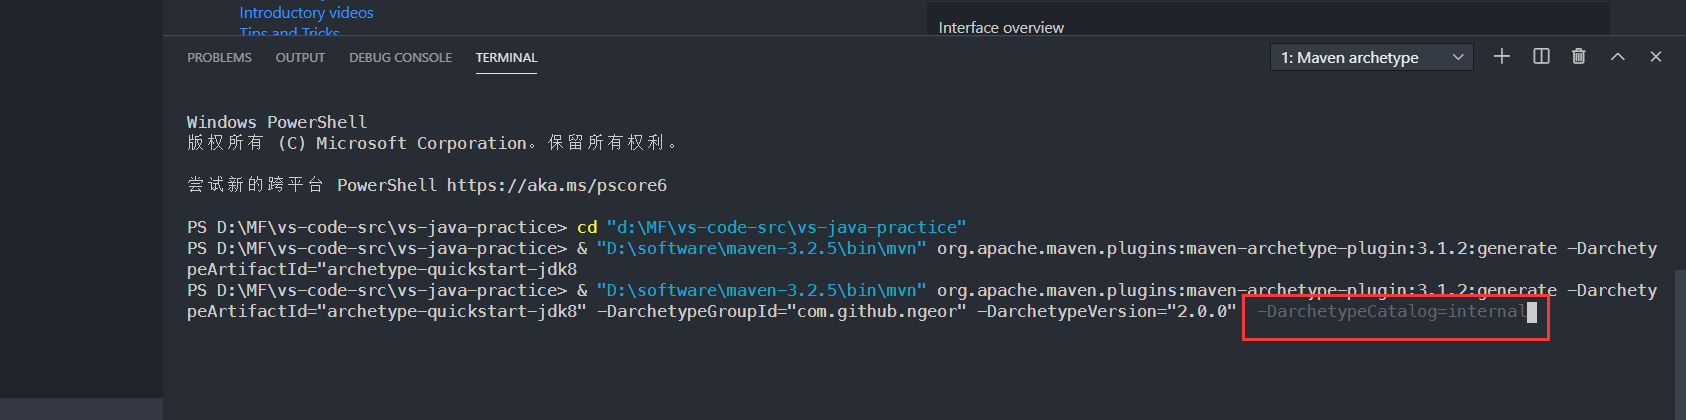 Introductory videos
Tips and Tricks
Interface overview
PROBLEMS OUTPUT DEBUG CONSOLE TERMINAL 1: Maven archetype
Windows PowerShell
版权所有 (C) Microsoft Corporation。保留所有权利。
尝试新的跨平台 PowerShell https://aka.ms/pscore6
PS D:\MF\vs-code-src\vs-java-practice> cd "d:\MF\vs-code-src\vs-java-practice"
PS D:\MF\vs-code-src\vs-java-practice> & "D:\software\maven-3.2.5\bin\mvn" org.apache.maven.plugins:maven-archetype-plugin:3.1.2:generate -Darchety
peArtifactId="archetype-quickstart-jdk8
PS D:\MF\vs-code-src\vs-java-practice> & "D:\software\maven-3.2.5\bin\mvn" org.apache.maven.plugins:maven-archetype-plugin:3.1.2:generate -Darchety
peArtifactId="archetype-quickstart-jdk8" -DarchetypeGroupId="com.github.ngeor" -DarchetypeVersion="2.0.0" -DarchetypeCatalog=internal